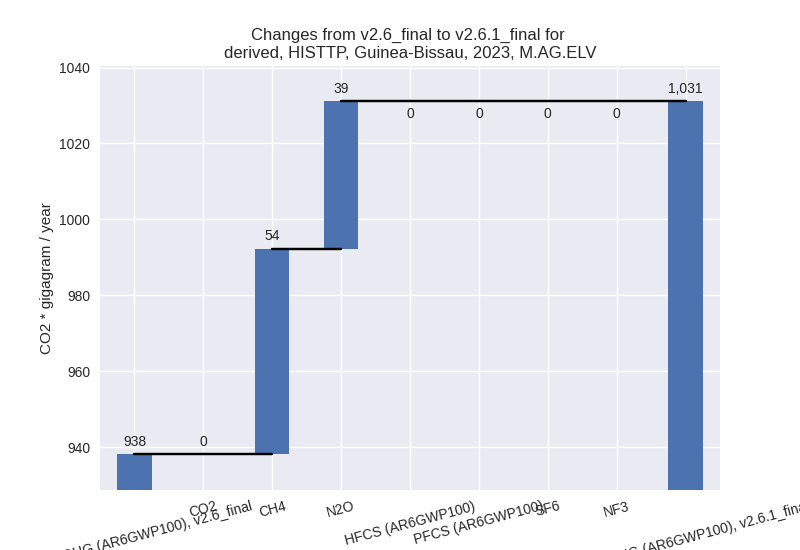 Changes from v2.6_final to v2.6.1_final for
derived, HISTTP, Guinea-Bissau, 2023, M.AG.ELV
CO2 * gigagram / year
1040
1020
1000
980
960
940
938
0
54
39
0
0
0
0
1,031
(AR6GWP100), v2.6_final
CO2
CH4
N2O
HFCS (AR6GWP100)
PFCS (AR6GWP100)
SF6
NF3
(AR6GWP100), v2.6.1_fina